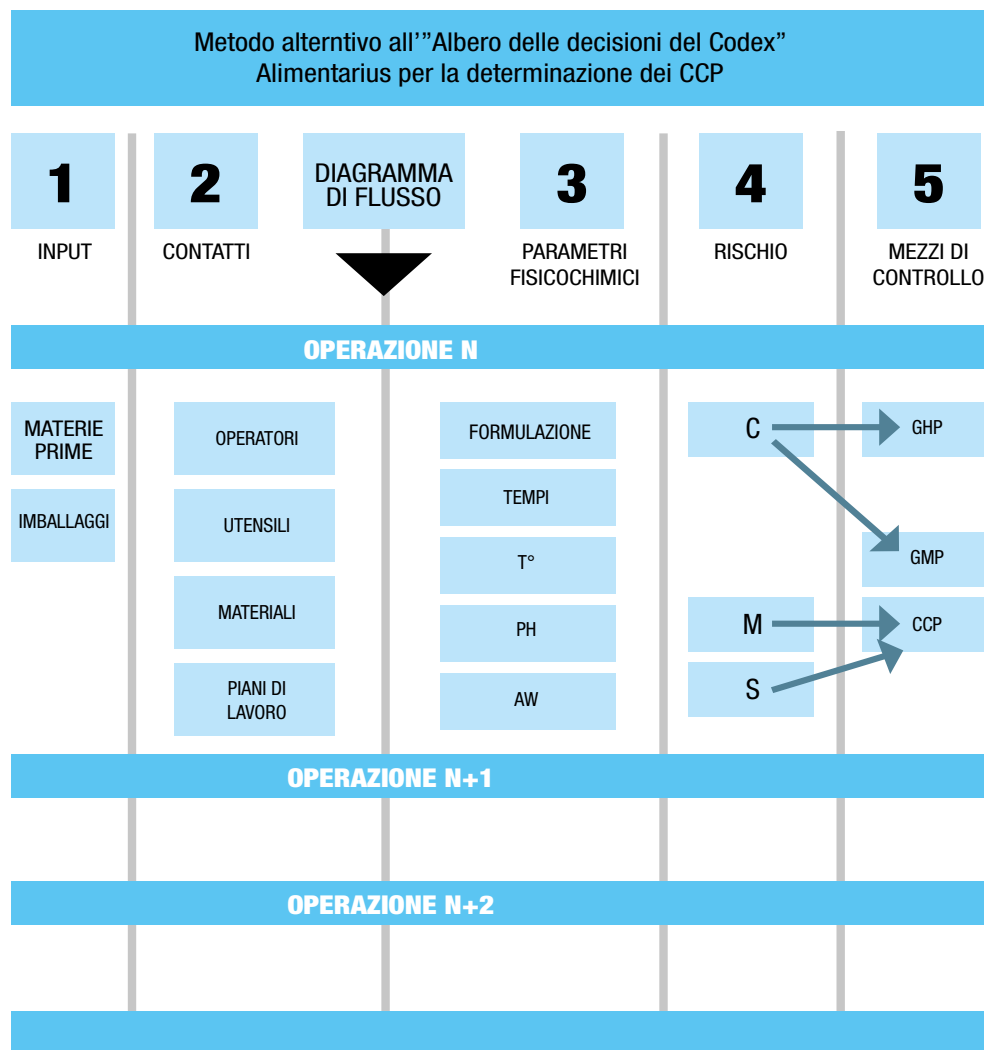 Metodo alterntivo all'"Albero delle decisioni del Codex"
Alimentarius per la determinazione dei CCP
1
INPUT
2
CONTATTI
DIAGRAMMA
DI FLUSSO
3
PARAMETRI
FISICOCHIMICI
4
RISCHIO
5
MEZZI DI
CONTROLLO
OPERAZIONE N
MATERIE
PRIME
IMBALLAGGI
OPERATORI
UTENSILI
MATERIALI
PIANI DI
LAVORO
FORMULAZIONE
TEMPI
T°
PH
AW
C
M
S
GHP
GMP
CCP
OPERAZIONE N+1
OPERAZIONE N+2